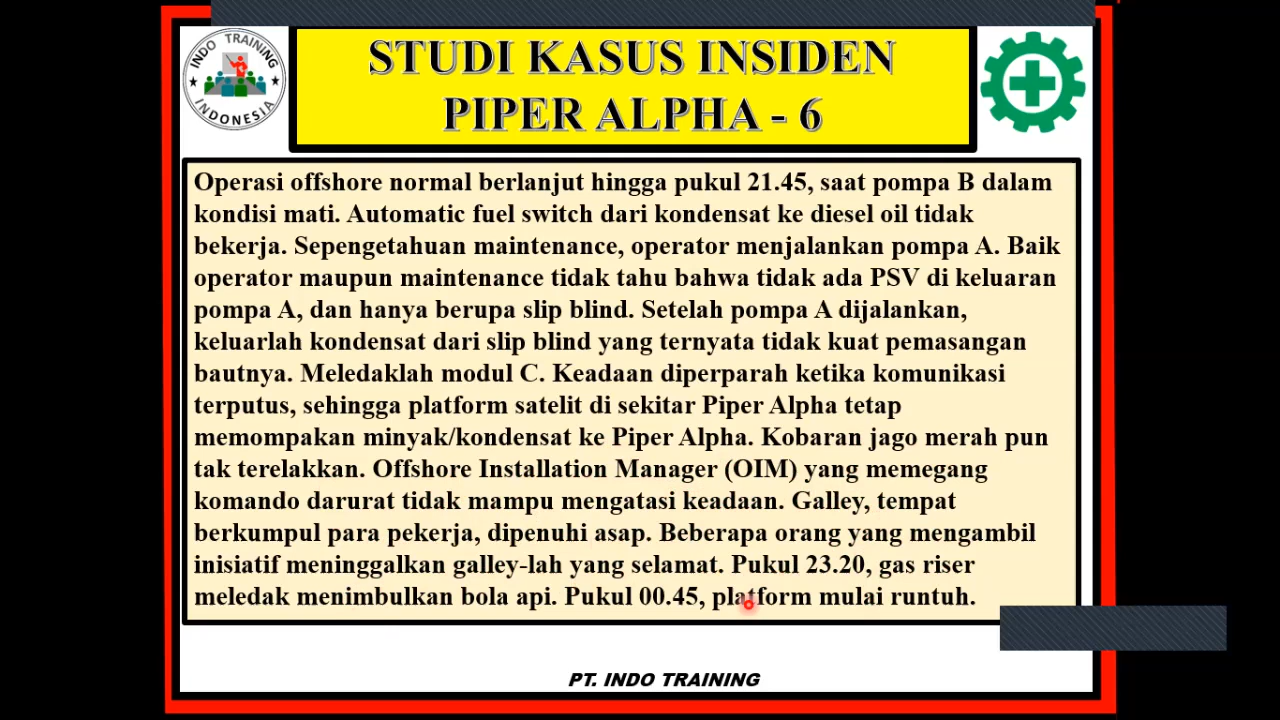 INDO TRAINING
INDONESIA
STUDI KASUS INSIDEN
PIPER ALPHA - 6
Operasi offshore normal berlanjut hingga pukul 21.45, saat pompa B dalam
kondisi mati. Automatic fuel switch dari kondensat ke diesel oil tidak
bekerja. Sepengetahuan maintenance, operator menjalankan pompa A. Baik
operator maupun maintenance tidak tahu bahwa tidak ada PSV di keluaran
pompa A, dan hanya berupa slip blind. Setelah pompa A dijalankan,
keluarlah kondensat dari slip blind yang ternyata tidak kuat pemasangan
bautnya. Meledaklah modul C. Keadaan diperparah ketika komunikasi
terputus, sehingga platform satelit di sekitar Piper Alpha tetap
memompakan minyak/kondensat ke Piper Alpha. Kobaran jago merah pun
tak terelakkan. Offshore Installation Manager (OIM) yang memegang
komando darurat tidak mampu mengatasi keadaan. Galley, tempat
berkumpul para pekerja, dipenuhi asap. Beberapa orang yang mengambil
inisiatif meninggalkan galley-lah yang selamat. Pukul 23.20, gas riser
meledak menimbulkan bola api. Pukul 00.45, platform mulai runtuh.
PT. INDO TRAINING